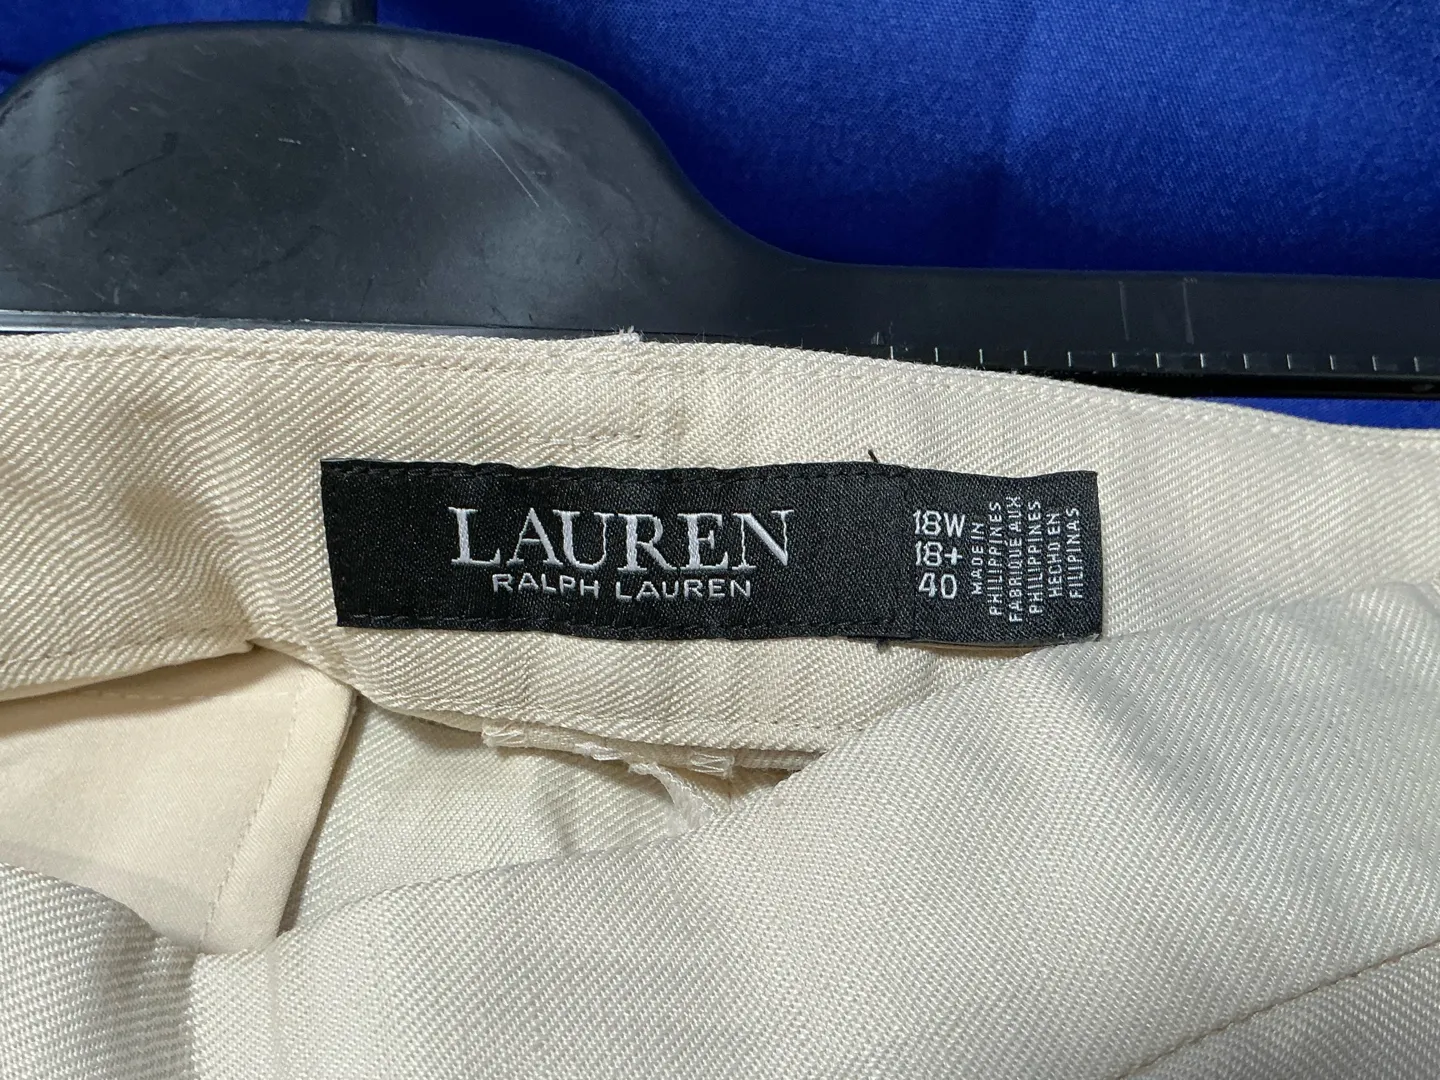 LAUREN
RALPH LAUREN
18W
18+
40
MADE IN
PHILIPPINES
FABRIQUE AUX
PHILIPPINES
HECHO EN
FILIPINAS